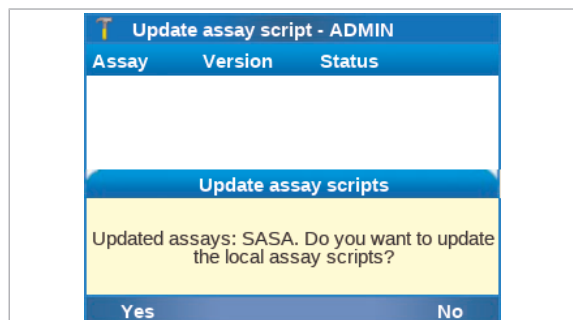 Update assay script - ADMIN
Assay Version Status
Update assay scripts
Updated assays: SASA. Do you want to update
the local assay scripts?
Yes No